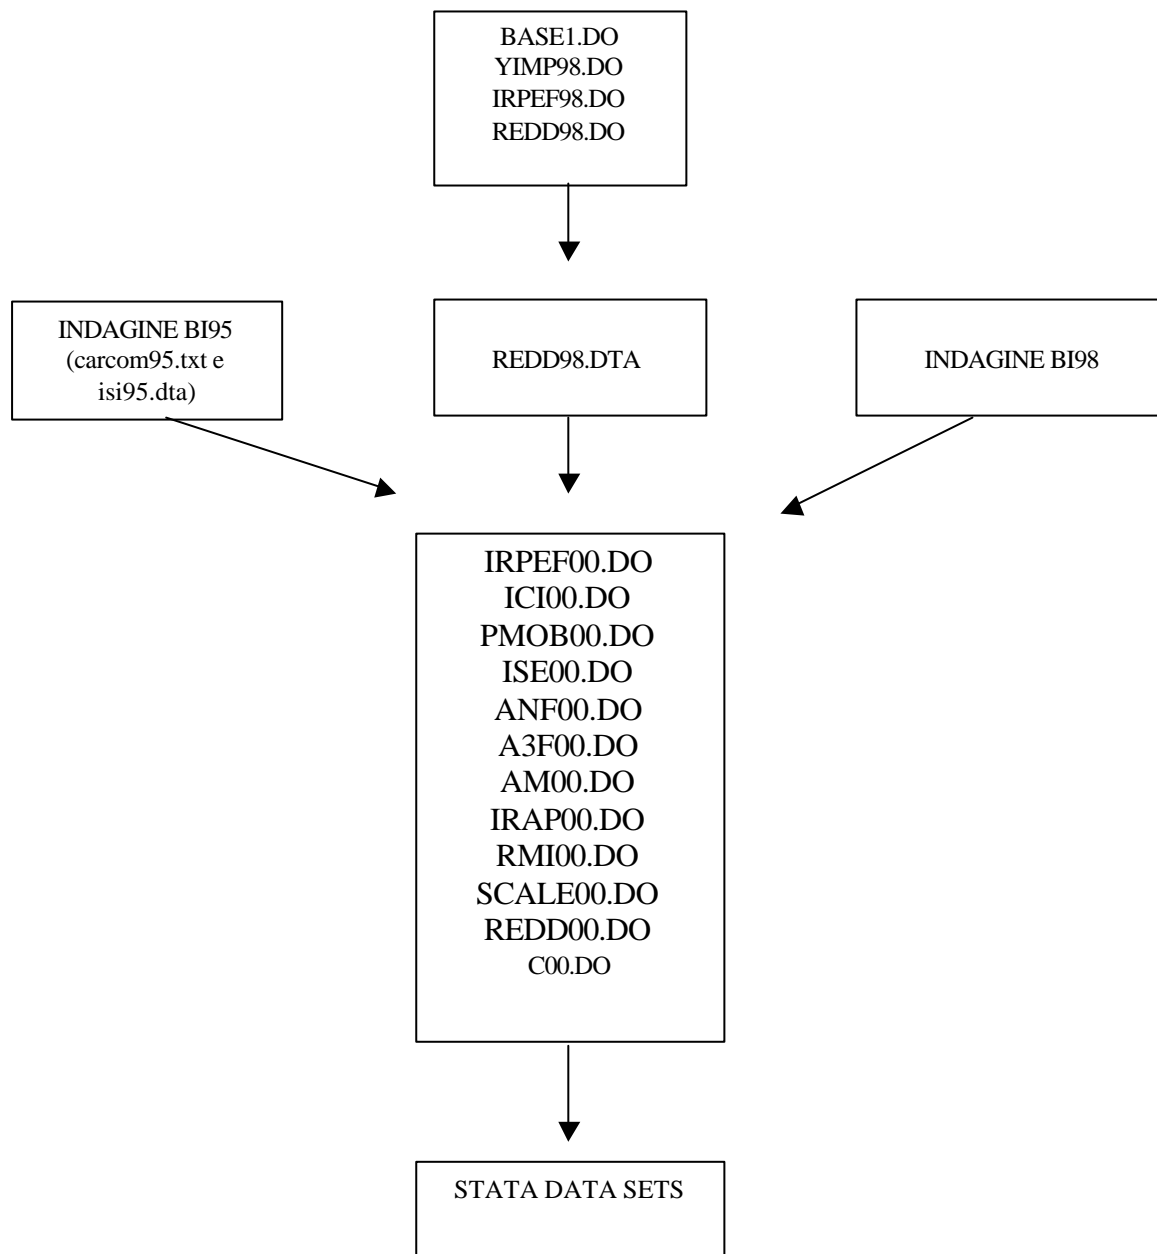 BASE1.DO
YIMP98.DO
IRPEF98.DO
REDD98.DO
INDAGINE BI95
(carcom95.txt e
isi95.dta)
REDD98.DTA
INDAGINE BI98
IRPEF00.DO
ICI00.DO
PMOB00.DO
ISE00.DO
ANF00.DO
A3F00.DO
AM00.DO
IRAP00.DO
RMI00.DO
SCALE00.DO
REDD00.DO
C00.DO
STATA DATA SETS